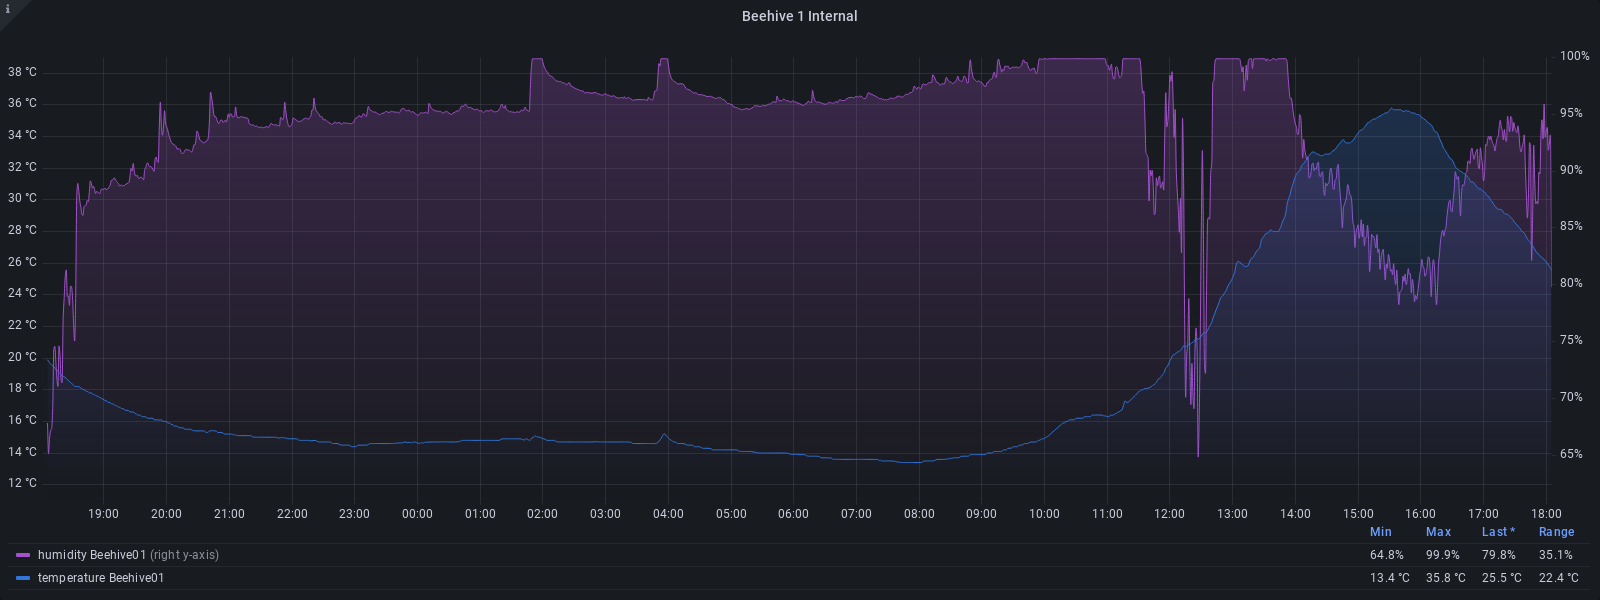 i
Beehive 1 Internal
38 °C 100%
36 °C 95%
34 °C
32 °C 90%
30 °C
28 °C 85%
26 °C
24 °C 80%
22 °C 75%
20 °C
18 °C 70%
16 °C
14 °C 65%
12 °C
19:00 20:00 21:00 22:00 23:00 00:00 01:00 02:00 03:00 04:00 05:00 06:00 07:00 08:00 09:00 10:00 11:00 12:00 13:00 14:00 15:00 16:00 17:00 18:00
Min Max Last * Range
humidity Beehive01 (right y-axis) 64.8% 99.9% 79.8% 35.1%
temperature Beehive01 13.4 °C 35.8 °C 25.5 °C 22.4 °C